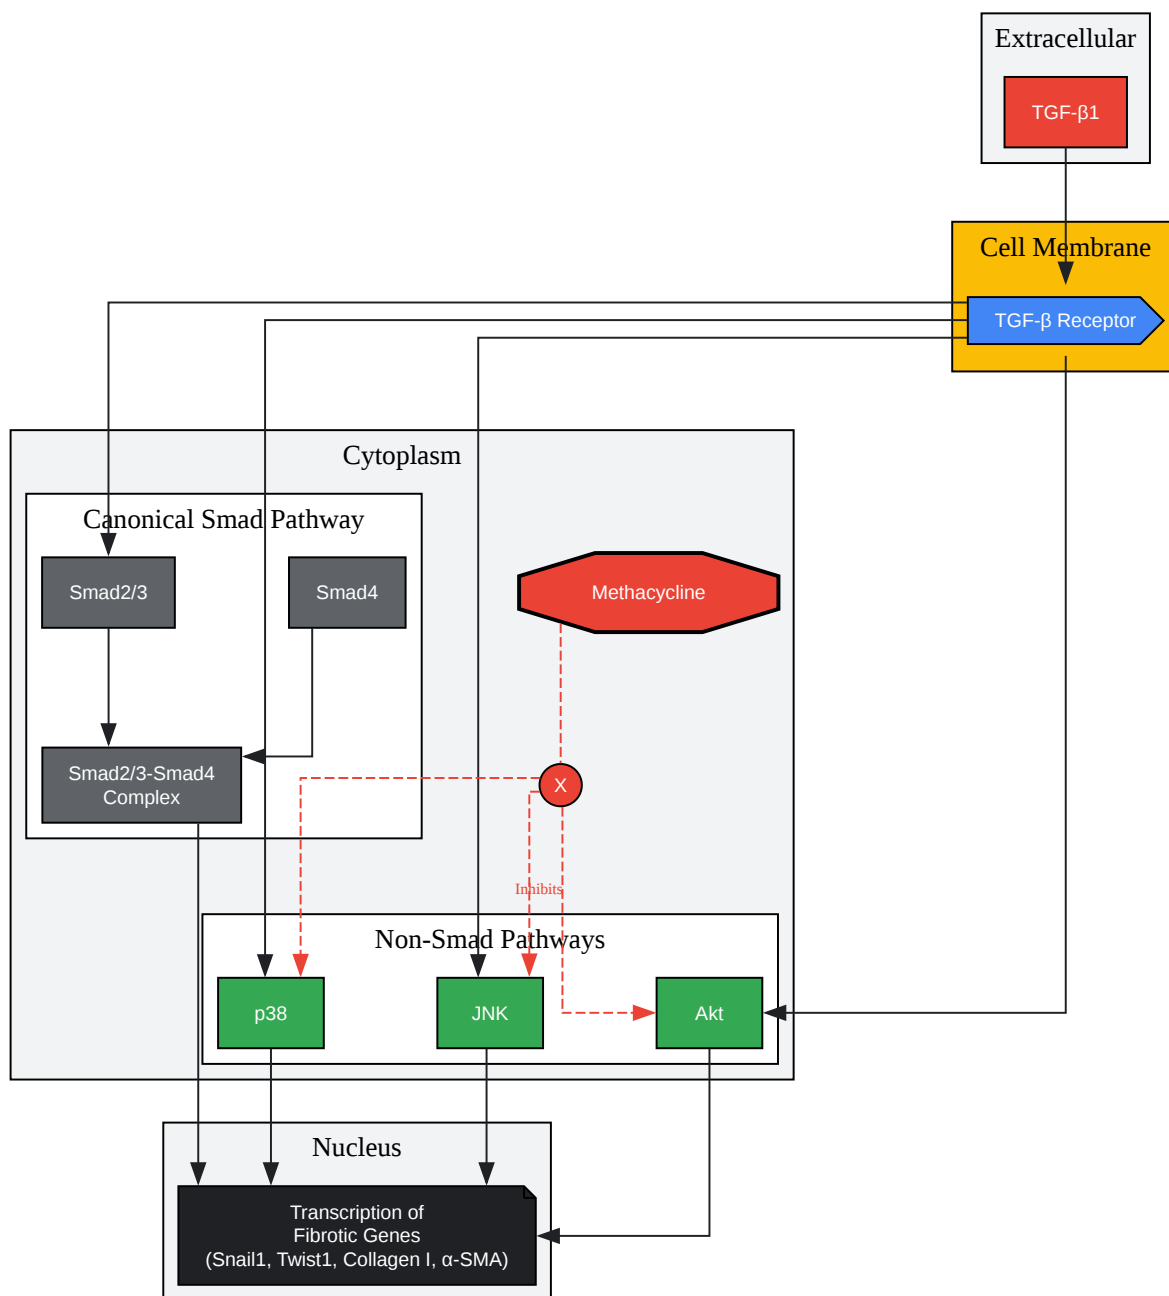 Extracellular
TGF-β1
Cell Membrane
TGF-β Receptor
Cytoplasm
Canonical Smad Pathway
Smad2/3
Smad4
Methacycline
Smad2/3-Smad4
Complex
X
Inhibits
Non-Smad Pathways
p38
JNK
Akt
Nucleus
Transcription of
Fibrotic Genes
(Snail1, Twist1, Collagen I, α-SMA)